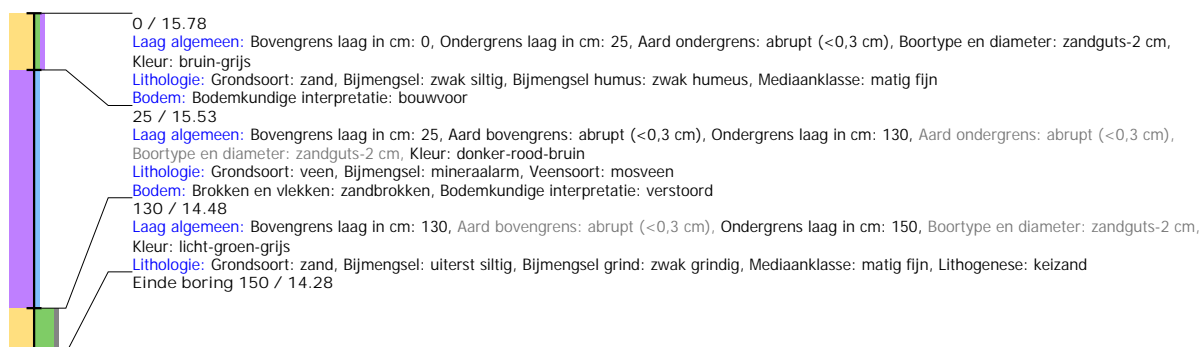 0 / 15.78
Laag algemeen: Bovengrens laag in cm: 0, Ondergrens laag in cm: 25, Aard ondergrens: abrupt (<0,3 cm), Boortype en diameter: zandguts-2 cm,
Kleur: bruin-grijs
Lithologie: Grondsoort: zand, Bijmengsel: zwak siltig, Bijmengsel humus: zwak humeus, Mediaanklasse: matig fijn
Bodem: Bodemkundige interpretatie: bouwvoor
25 / 15.53
Laag algemeen: Bovengrens laag in cm: 25, Aard bovengrens: abrupt (<0,3 cm), Ondergrens laag in cm: 130, Aard ondergrens: abrupt (<0,3 cm),
Boortype en diameter: zandguts-2 cm, Kleur: donker-rood-bruin
Lithologie: Grondsoort: veen, Bijmengsel: mineraalarm, Veensoort: mosveen
Bodem: Brokken en vlekken: zandbrokken, Bodemkundige interpretatie: verstoord
130 / 14.48
Laag algemeen: Bovengrens laag in cm: 130, Aard bovengrens: abrupt (<0,3 cm), Ondergrens laag in cm: 150, Boortype en diameter: zandguts-2 cm,
Kleur: licht-groen-grijs
Lithologie: Grondsoort: zand, Bijmengsel: uiterst siltig, Bijmengsel grind: zwak grindig, Mediaanklasse: matig fijn, Lithogenese: keizand
Einde boring 150 / 14.28